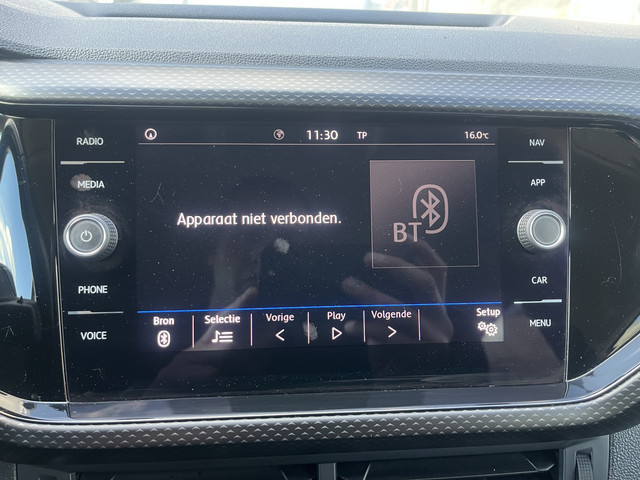 RADIO
MEDIA
PHONE
VOICE
11:30 TP 16.0°C
Apparaat niet verbonden.
BT
Bron Selectie Vorige Play Volgende Setup
NAV
APP
CAR
MENU